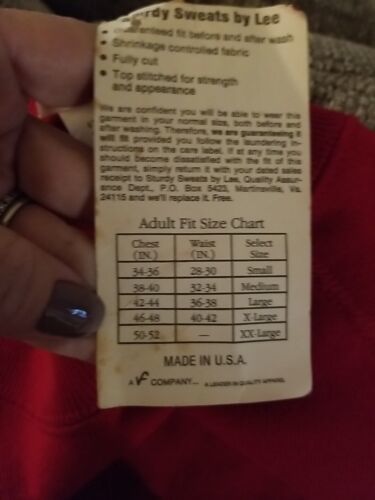 Sturdy Sweats by Lee
• Guaranteed fit before and after wash
• Shrinkage controlled fabric
• Fully cut
• Top stitched for strength
and appearance
We are confident you will be able to wear this
garment in your normal size, both before and
after washing. Therefore, we are guaranteeing it
will fit provided you follow the laundering in-
structions on the care label. If at any time you
should become dissatisfied with the fit of this
garment, simply return it with your dated sales
receipt to Sturdy Sweats by Lee, Quality Assur-
ance Dept., P.O. Box 5423, Martinsville, Va.
24115 and we'll replace it. Free.
Adult Fit Size Chart
Chest (IN.) Waist (IN.) Select Size
34-36 28-30 Small
38-40 32-34 Medium
42-44 36-38 Large
46-48 40-42 X-Large
50-52 — XX-Large
MADE IN U.S.A.
A VF COMPANY... A LEADER IN QUALITY APPAREL